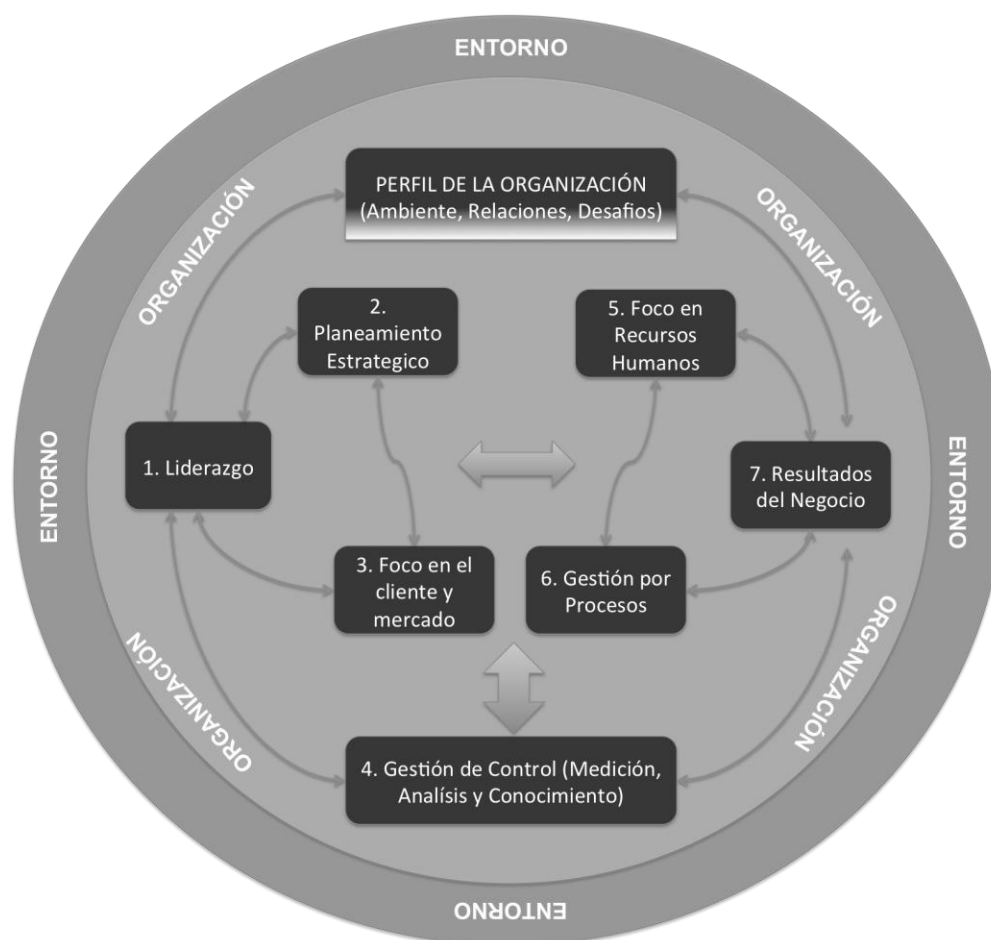 ENTORNO
ORGANIZACIÓN
ORGANIZACIÓN
PERFIL DE LA ORGANIZACIÓN
(Ambiente, Relaciones, Desafios)
2.
Planeamiento
Estrategico
5. Foco en
Recursos
Humanos
ENTORNO
1. Liderazgo
7. Resultados
del Negocio
ENTORNO
3. Foco en el
cliente y
mercado
6. Gestión por
Procesos
ORGANIZACIÓN
ORGANIZACIÓN
4. Gestión de Control (Medición,
Analísis y Conocimiento)
ENTORNO